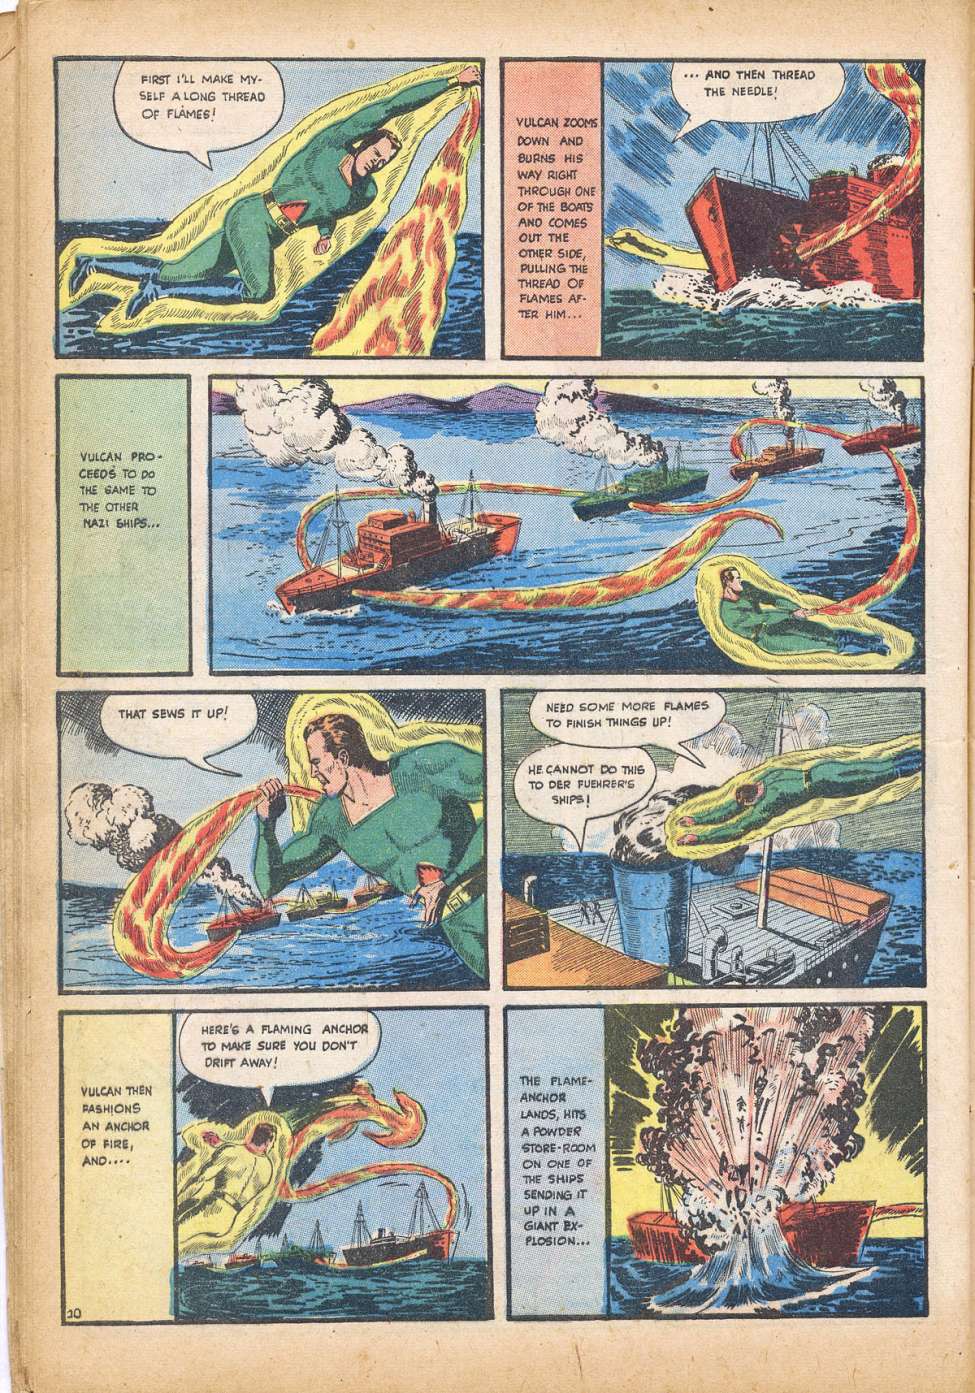 FIRST I'LL MAKE MY-
SELF A LONG THREAD
OF FLAMES!
VULCAN ZOOMS
DOWN AND
BURNS HIS
WAY RIGHT
THROUGH ONE
OF THE BOATS
AND COMES
OUT THE
OTHER SIDE,
PULLING THE
THREAD OF
FLAMES AF-
TER HIM...
... AND THEN THREAD
THE NEEDLE!
VULCAN PRO-
CEEDS TO DO
THE SAME TO
THE OTHER
NAZI SHIPS...
THAT SEWS IT UP!
NEED SOME MORE FLAMES
TO FINISH THINGS UP!
HE CANNOT DO THIS
TO DER FUEHRER'S
SHIPS!
VULCAN THEN
FASHIONS
AN ANCHOR
OF FIRE,
AND....
HERE'S A FLAMING ANCHOR
TO MAKE SURE YOU DON'T
DRIFT AWAY!
THE FLAME-
ANCHOR
LANDS, HITS
A POWDER
STORE-ROOM
ON ONE OF
THE SHIPS
SENDING IT
UP IN A
GIANT EX-
PLOSION...
20